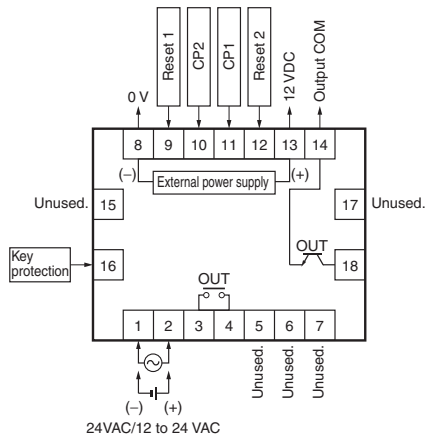 Reset 1
CP2
CP1
Reset 2
0 V
12 VDC
Output COM
8 9 10 11 12 13 14
(−) External power supply (+)
Unused. 15
17 Unused.
Key
protection
16
OUT
18
OUT
1 2 3 4 5 6 7
Unused.
Unused.
Unused.
(−) (+)
24VAC/12 to 24 VAC